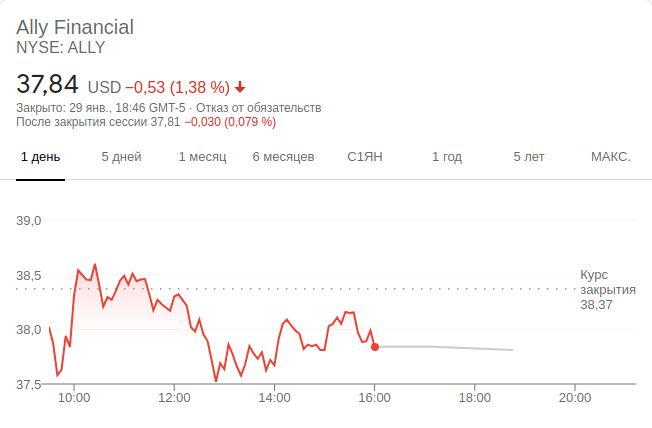 Ally Financial
NYSE: ALLY
37,84 USD −0,53 (1,38 %)
Закрыто: 29 янв., 18:46 GMT-5 · Отказ от обязательств
После закрытия сессии 37,81 −0,030 (0,079 %)
1 день 5 дней 1 месяц 6 месяцев С1ЯН 1 год 5 лет МАКС.
39,0
38,5
38,0
37,5
Курс
закрытия
38,37
10:00 12:00 14:00 16:00 18:00 20:00